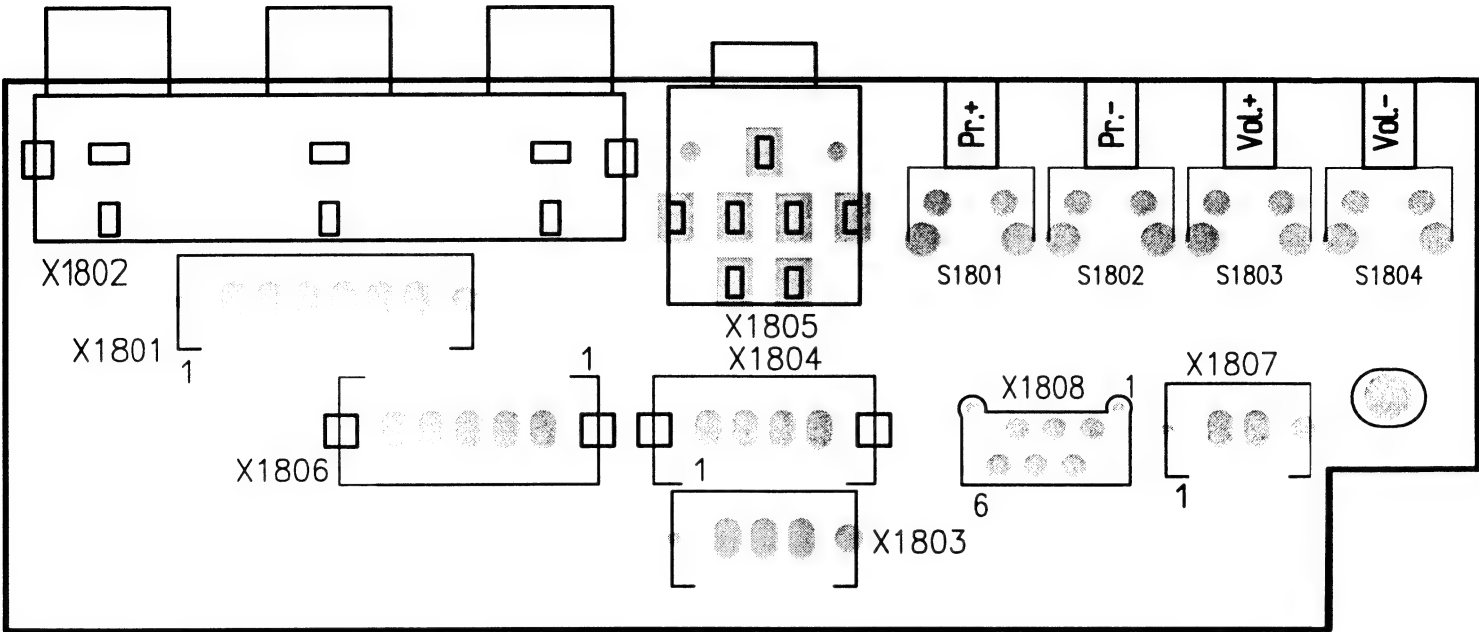 Pr.+ Pr.- Vol.+ Vol.-
X1802
S1801 S1802 S1803 S1804
X1805
X1801
1
1
X1804
X1808
1
X1807
X1806
1
6
1
X1803